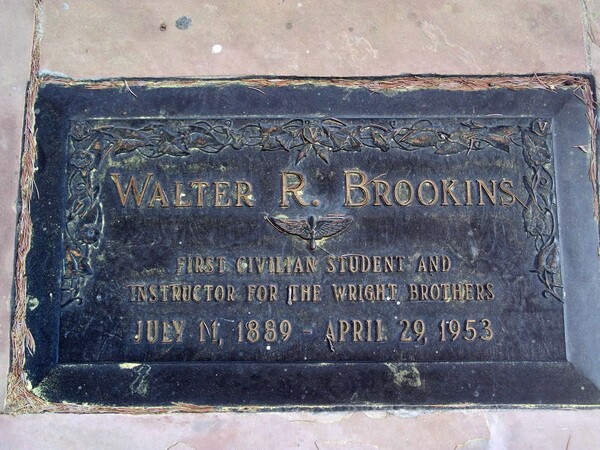 WALTER R. BROOKINS
FIRST CIVILIAN STUDENT AND
INSTRUCTOR FOR THE WRIGHT BROTHERS
JULY 11, 1889 - APRIL 29, 1953